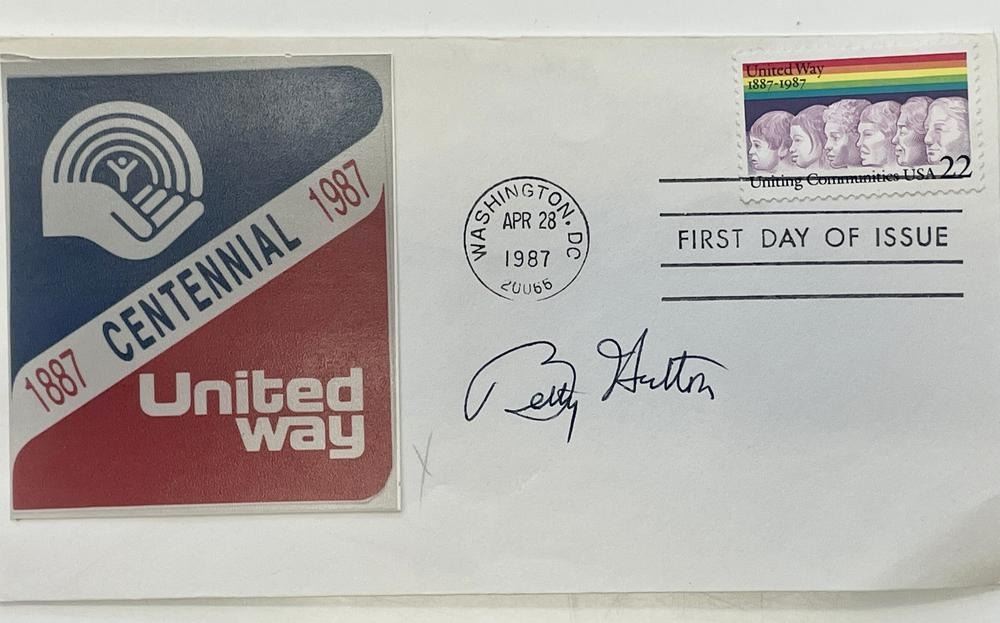 1887 CENTENNIAL 1987
United
way
United Way
1887-1987
Uniting Communities USA 22
WASHINGTON, DC
APR 28
1987
20066
FIRST DAY OF ISSUE
Betty Hutton
X